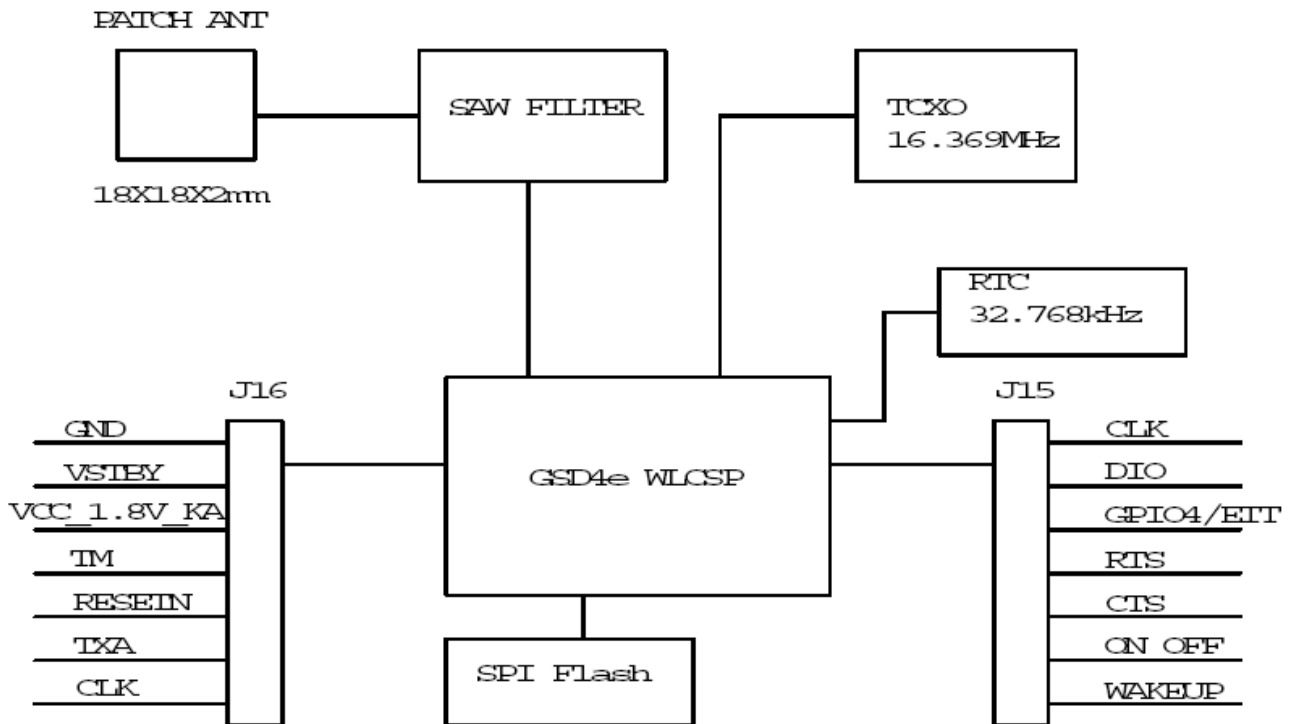 PATCH ANT
18X18X2mm
SAW FILTER
TCXO
16.369MHz
RTC
32.768kHz
J16
GND
VSTBY
VCC_1.8V_KA
TM
RESETN
TXA
CLK
GSD4e WLCSP
SPI Flash
J15
CLK
DIO
GPIO4/EIT
RTS
CTS
ON OFF
WAKEUP